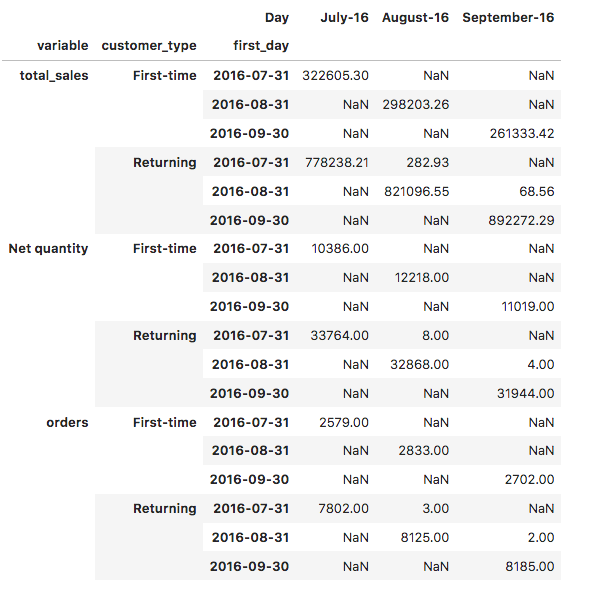 Day July-16 August-16 September-16
variable customer_type first_day
total_sales First-time 2016-07-31 322605.30 NaN NaN
2016-08-31 NaN 298203.26 NaN
2016-09-30 NaN NaN 261333.42
Returning 2016-07-31 778238.21 282.93 NaN
2016-08-31 NaN 821096.55 68.56
2016-09-30 NaN NaN 892272.29
Net quantity First-time 2016-07-31 10386.00 NaN NaN
2016-08-31 NaN 12218.00 NaN
2016-09-30 NaN NaN 11019.00
Returning 2016-07-31 33764.00 8.00 NaN
2016-08-31 NaN 32868.00 4.00
2016-09-30 NaN NaN 31944.00
orders First-time 2016-07-31 2579.00 NaN NaN
2016-08-31 NaN 2833.00 NaN
2016-09-30 NaN NaN 2702.00
Returning 2016-07-31 7802.00 3.00 NaN
2016-08-31 NaN 8125.00 2.00
2016-09-30 NaN NaN 8185.00